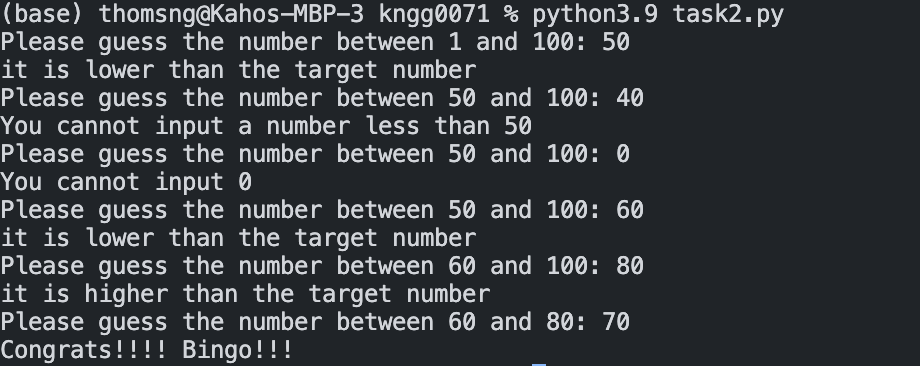 (base) thomsng@Kahos-MBP-3 kngg0071 % python3.9 task2.py
Please guess the number between 1 and 100: 50
it is lower than the target number
Please guess the number between 50 and 100: 40
You cannot input a number less than 50
Please guess the number between 50 and 100: 0
You cannot input 0
Please guess the number between 50 and 100: 60
it is lower than the target number
Please guess the number between 60 and 100: 80
it is higher than the target number
Please guess the number between 60 and 80: 70
Congrats!!!! Bingo!!!